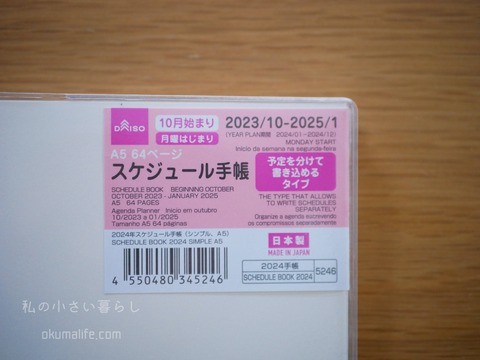 DAISO
10月始まり
月曜はじまり
2023/10-2025/1
(YEAR PLAN期間 2024/01~2024/12)
MONDAY START
Início da semana na segunda-feira
A5 64ページ
スケジュール手帳
予定を分けて
書き込める
タイプ
SCHEDULE BOOK BEGINNING OCTOBER
OCTOBER 2023 - JANUARY 2025
A5 64 PAGES
Agenda Planner Início em outubro
10/2023 a 01/2025
Tamanho A5 64 páginas
THE TYPE THAT ALLOWS
TO WRITE SCHEDULES
SEPARATELY
Organize a agenda escrevendo
os compromissos separadamente
2024年スケジュール手帳(シンプル、A5)
SCHEDULE BOOK 2024 SIMPLE A5
日本製
MADE IN JAPAN
4 550480 345246
2024手帳
SCHEDULE BOOK 2024
5246
私の小さい暮らし
okumalife.com